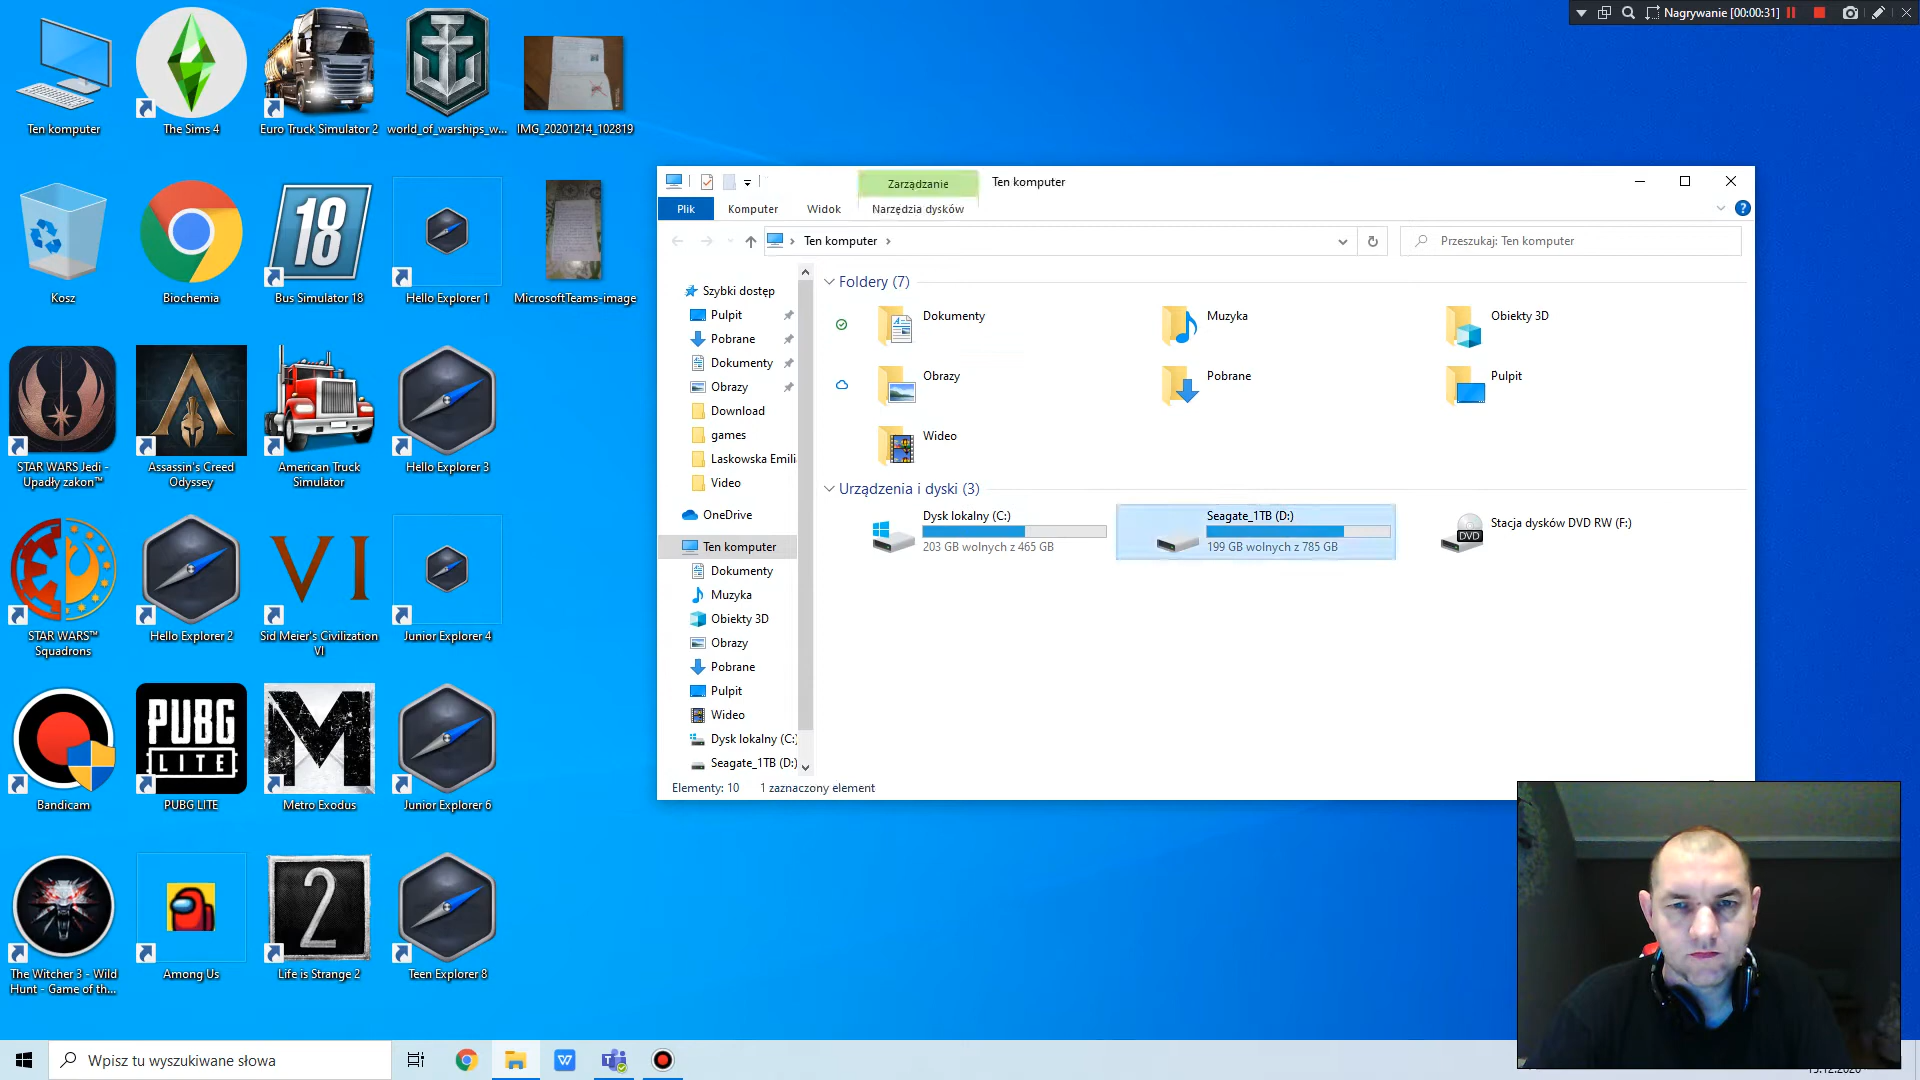 Nagrywanie [00:00:31]
Ten komputer
The Sims 4
Euro Truck Simulator 2
world_of_warships_w...
IMG_20201214_102819
Kosz
Biochemia
18
Bus Simulator 18
Hello Explorer 1
MicrosoftTeams-image
STAR WARS Jedi -
Upadły zakon™
Assassin's Creed
Odyssey
American Truck
Simulator
Hello Explorer 3
STAR WARS™
Squadrons
Hello Explorer 2
VI
Sid Meier's Civilization
VI
Junior Explorer 4
Bandicam
PUBG
LITE
PUBG LITE
M
Metro Exodus
Junior Explorer 6
The Witcher 3 - Wild
Hunt - Game of th...
Among Us
2
Life is Strange 2
Teen Explorer 8
Zarządzanie
Ten komputer
Plik
Komputer
Widok
Narzędzia dysków
Ten komputer
Przeszukaj: Ten komputer
Szybki dostęp
Pulpit
Pobrane
Dokumenty
Obrazy
Download
games
Laskowska Emili
Video
OneDrive
Ten komputer
Dokumenty
Muzyka
Obiekty 3D
Obrazy
Pobrane
Pulpit
Wideo
Dysk lokalny (C:)
Seagate_1TB (D:)
Foldery (7)
Dokumenty
Muzyka
Obiekty 3D
Obrazy
Pobrane
Pulpit
Wideo
Urządzenia i dyski (3)
Dysk lokalny (C:)
203 GB wolnych z 465 GB
Seagate_1TB (D:)
199 GB wolnych z 785 GB
DVD
Stacja dysków DVD RW (F:)
Elementy: 10
1 zaznaczony element
Wpisz tu wyszukiwane słowa